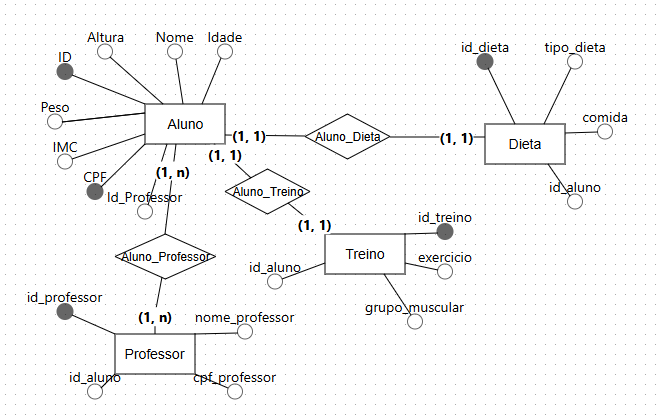 Altura
Nome
Idade
ID
id_dieta
tipo_dieta
Peso
Aluno
comida
(1, 1)
Aluno_Dieta
(1, 1)
Dieta
IMC
(1, 1)
CPF
(1, n)
Id_Professor
Aluno_Treino
id_aluno
(1, 1)
id_treino
Aluno_Professor
Treino
exercicio
id_aluno
id_professor
grupo_muscular
(1, n)
nome_professor
Professor
id_aluno
cpf_professor